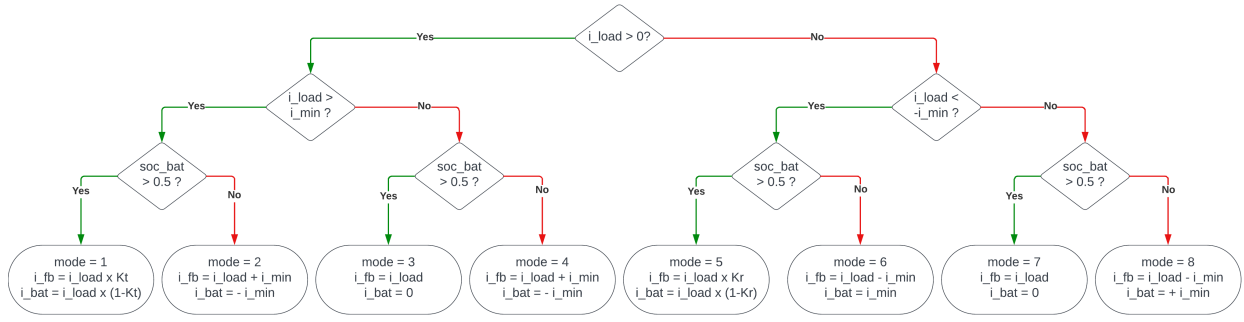 i_load > 0?
Yes
No
i_load >
i_min ?
i_load <
-i_min ?
Yes
No
Yes
No
soc_bat
> 0.5 ?
soc_bat
> 0.5 ?
soc_bat
> 0.5 ?
soc_bat
> 0.5 ?
Yes
No
Yes
No
Yes
No
Yes
No
mode = 1
i_fb = i_load x Kt
i_bat = i_load x (1-Kt)
mode = 2
i_fb = i_load + i_min
i_bat = - i_min
mode = 3
i_fb = i_load
i_bat = 0
mode = 4
i_fb = i_load + i_min
i_bat = - i_min
mode = 5
i_fb = i_load x Kr
i_bat = i_load x (1-Kr)
mode = 6
i_fb = i_load - i_min
i_bat = i_min
mode = 7
i_fb = i_load
i_bat = 0
mode = 8
i_fb = i_load - i_min
i_bat = + i_min